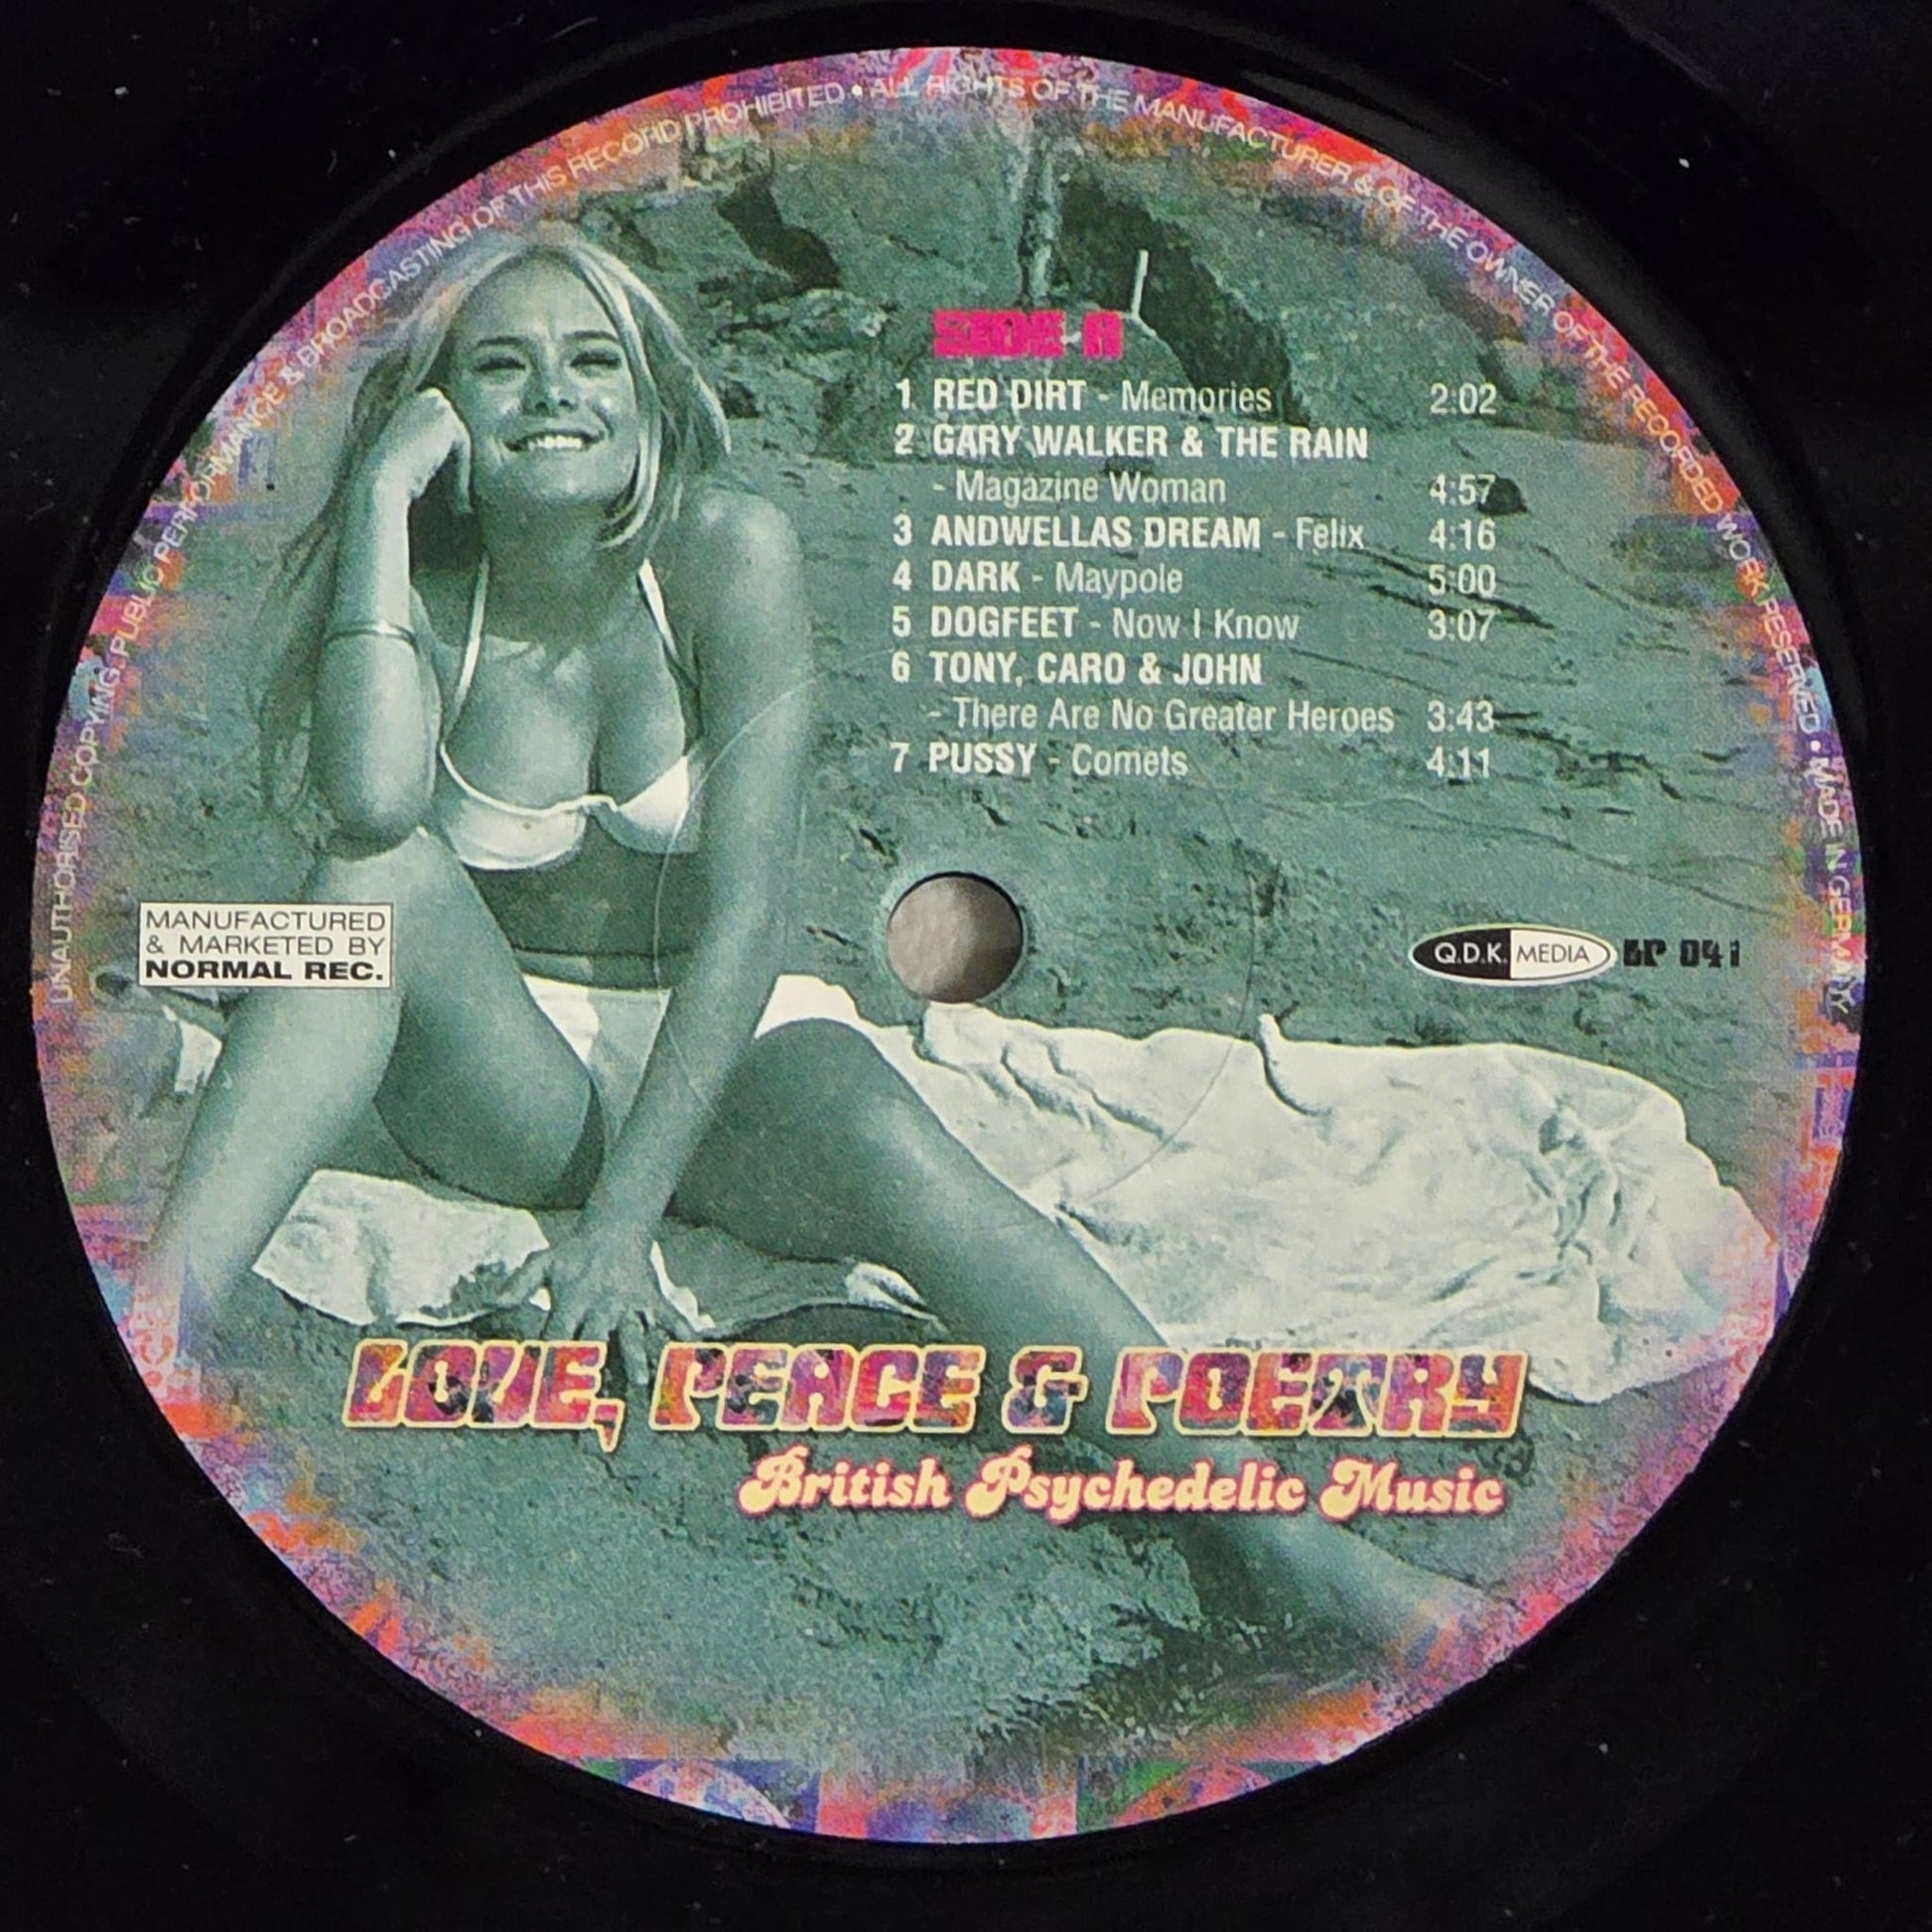 UNAUTHORISED COPYING, PUBLIC PERFORMANCE & BROADCASTING OF THIS RECORD PROHIBITED • ALL RIGHTS OF THE MANUFACTURER & OF THE OWNER OF THE RECORDED WORK RESERVED • MADE IN GERMANY
SIDE A
1 RED DIRT - Memories 2:02
2 GARY WALKER & THE RAIN
- Magazine Woman 4:57
3 ANDWELLAS DREAM - Felix 4:16
4 DARK - Maypole 5:00
5 DOGFEET - Now I Know 3:07
6 TONY, CARO & JOHN
- There Are No Greater Heroes 3:43
7 PUSSY - Comets 4:11
MANUFACTURED
& MARKETED BY
NORMAL REC.
Q.D.K. MEDIA LP 041
LOVE, PEACE & POETRY
British Psychedelic Music